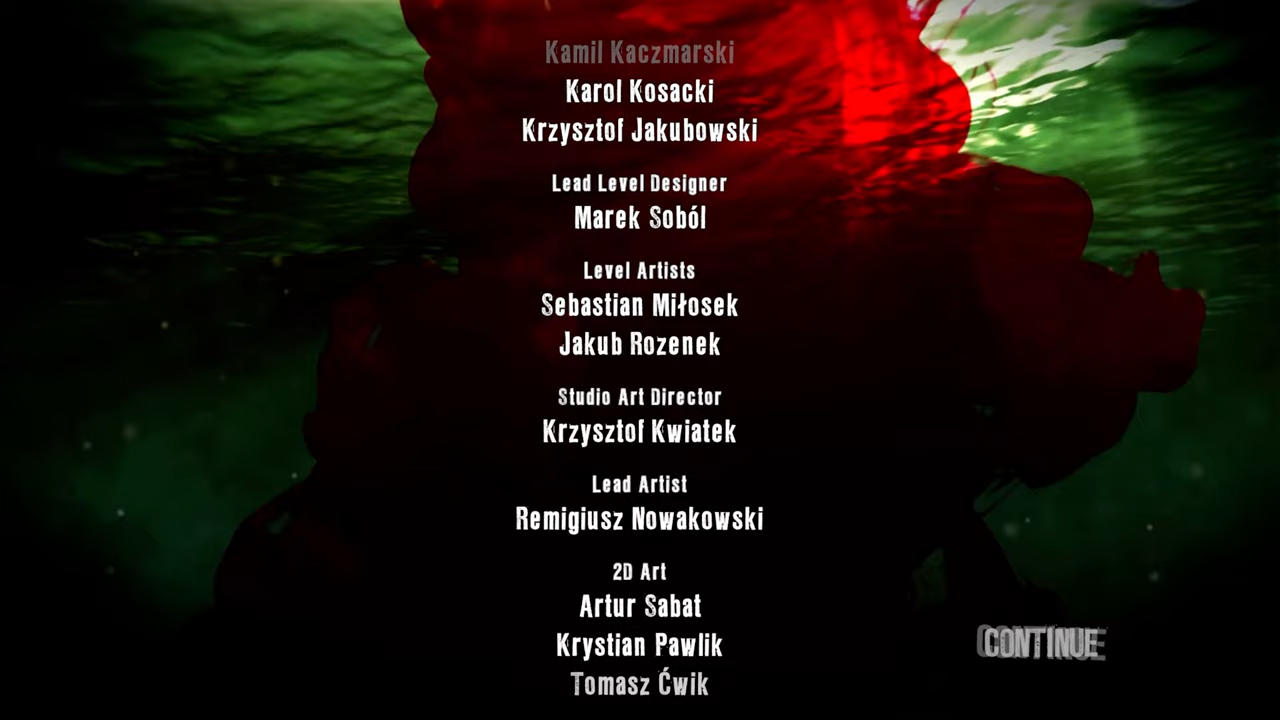 Kamil Kaczmarski
Karol Kosacki
Krzysztof Jakubowski
Lead Level Designer
Marek Soból
Level Artists
Sebastian Miłosek
Jakub Rozenek
Studio Art Director
Krzysztof Kwiatek
Lead Artist
Remigiusz Nowakowski
2D Art
Artur Sabat
Krystian Pawlik
Tomasz Ćwik
CONTINUE